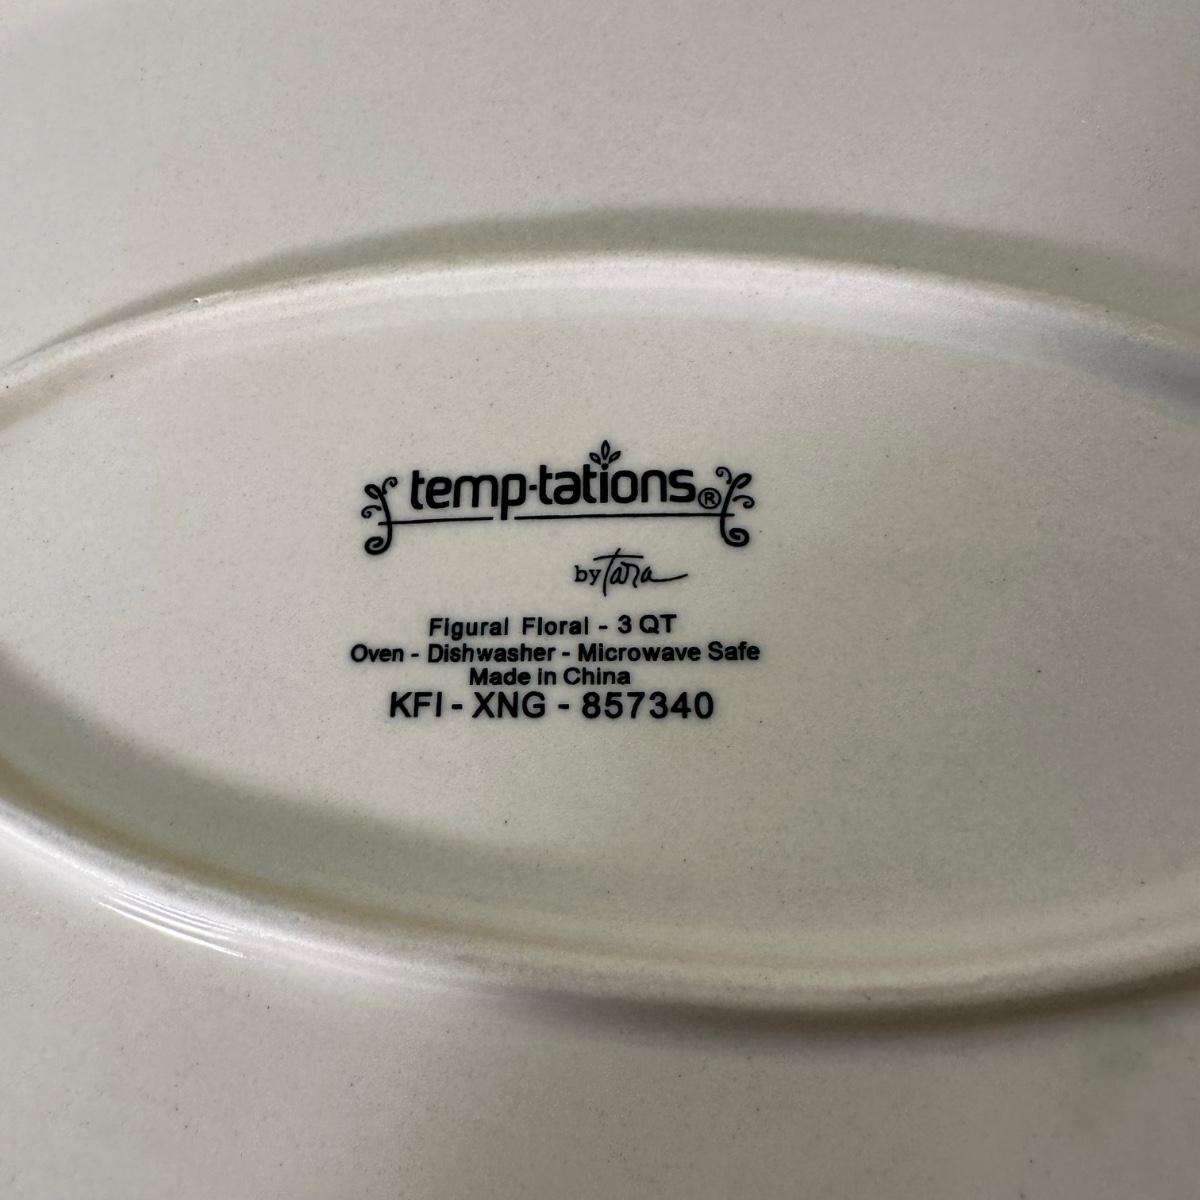 temp-tations®
by Tara
Figural Floral - 3 QT
Oven - Dishwasher - Microwave Safe
Made in China
KFI - XNG - 857340